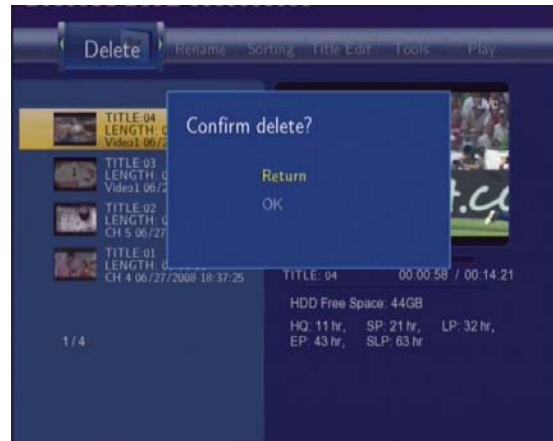 Delete Rename Sorting Title Edit Tools Play
TITLE:04
LENGTH:
Video1 06/2
TITLE:03
LENGTH:
Video1 06/2
TITLE:02
LENGTH:
CH 5 06/27
TITLE:01
LENGTH:
CH 4 06/27/2008 18:37:25
1/4
Confirm delete?
Return
OK
JVC
TITLE: 04 00:00:58 / 00:14:21
HDD Free Space: 44GB
HQ: 11 hr, SP: 21 hr, LP: 32 hr,
EP: 43 hr, SLP: 63 hr